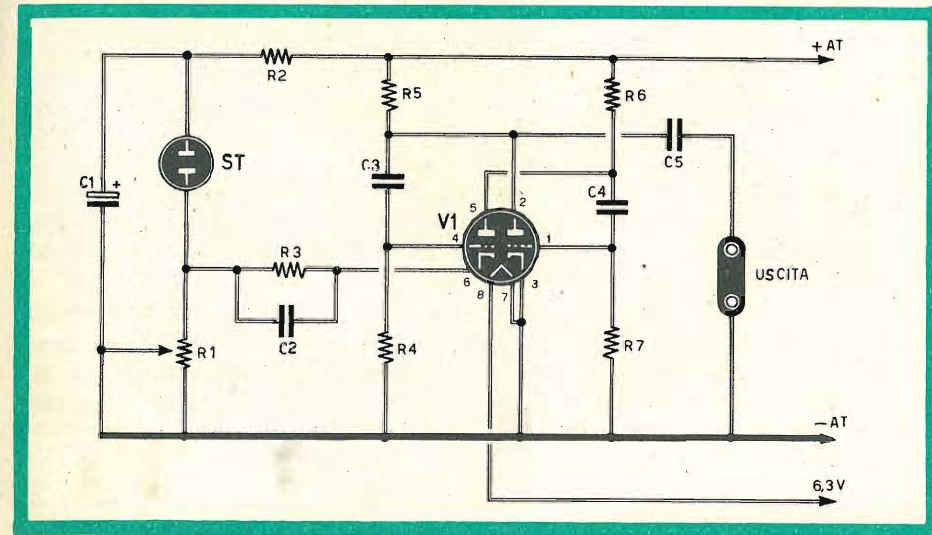 + AT
R2
R5
R6
ST
C1 +
C3
C5
5 2
C4
V1
4 1
R3
6 8 7 3
USCITA
C2
R1
R4
R7
– AT
6,3 V